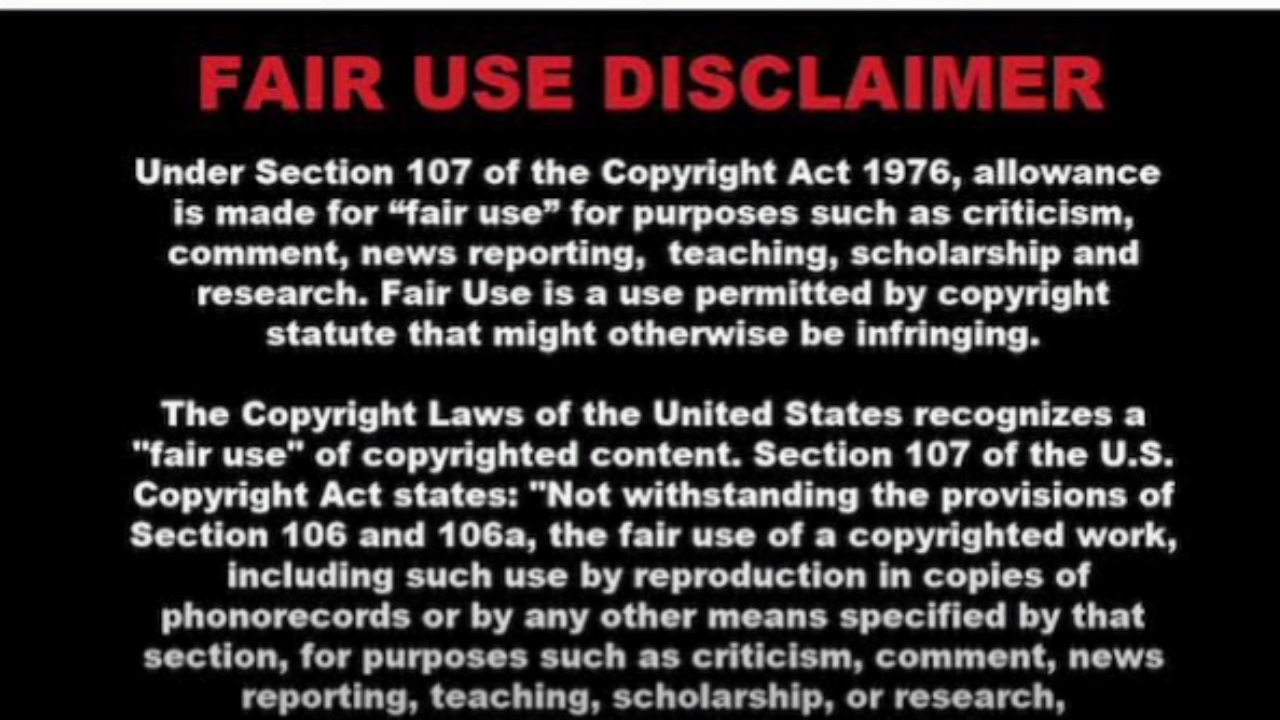 FAIR USE DISCLAIMER
Under Section 107 of the Copyright Act 1976, allowance
is made for “fair use” for purposes such as criticism,
comment, news reporting,  teaching, scholarship and
research. Fair Use is a use permitted by copyright
statute that might otherwise be infringing.
The Copyright Laws of the United States recognizes a
"fair use" of copyrighted content. Section 107 of the U.S.
Copyright Act states: "Not withstanding the provisions of
Section 106 and 106a, the fair use of a copyrighted work,
including such use by reproduction in copies of
phonorecords or by any other means specified by that
section, for purposes such as criticism, comment, news
reporting, teaching, scholarship, or research,